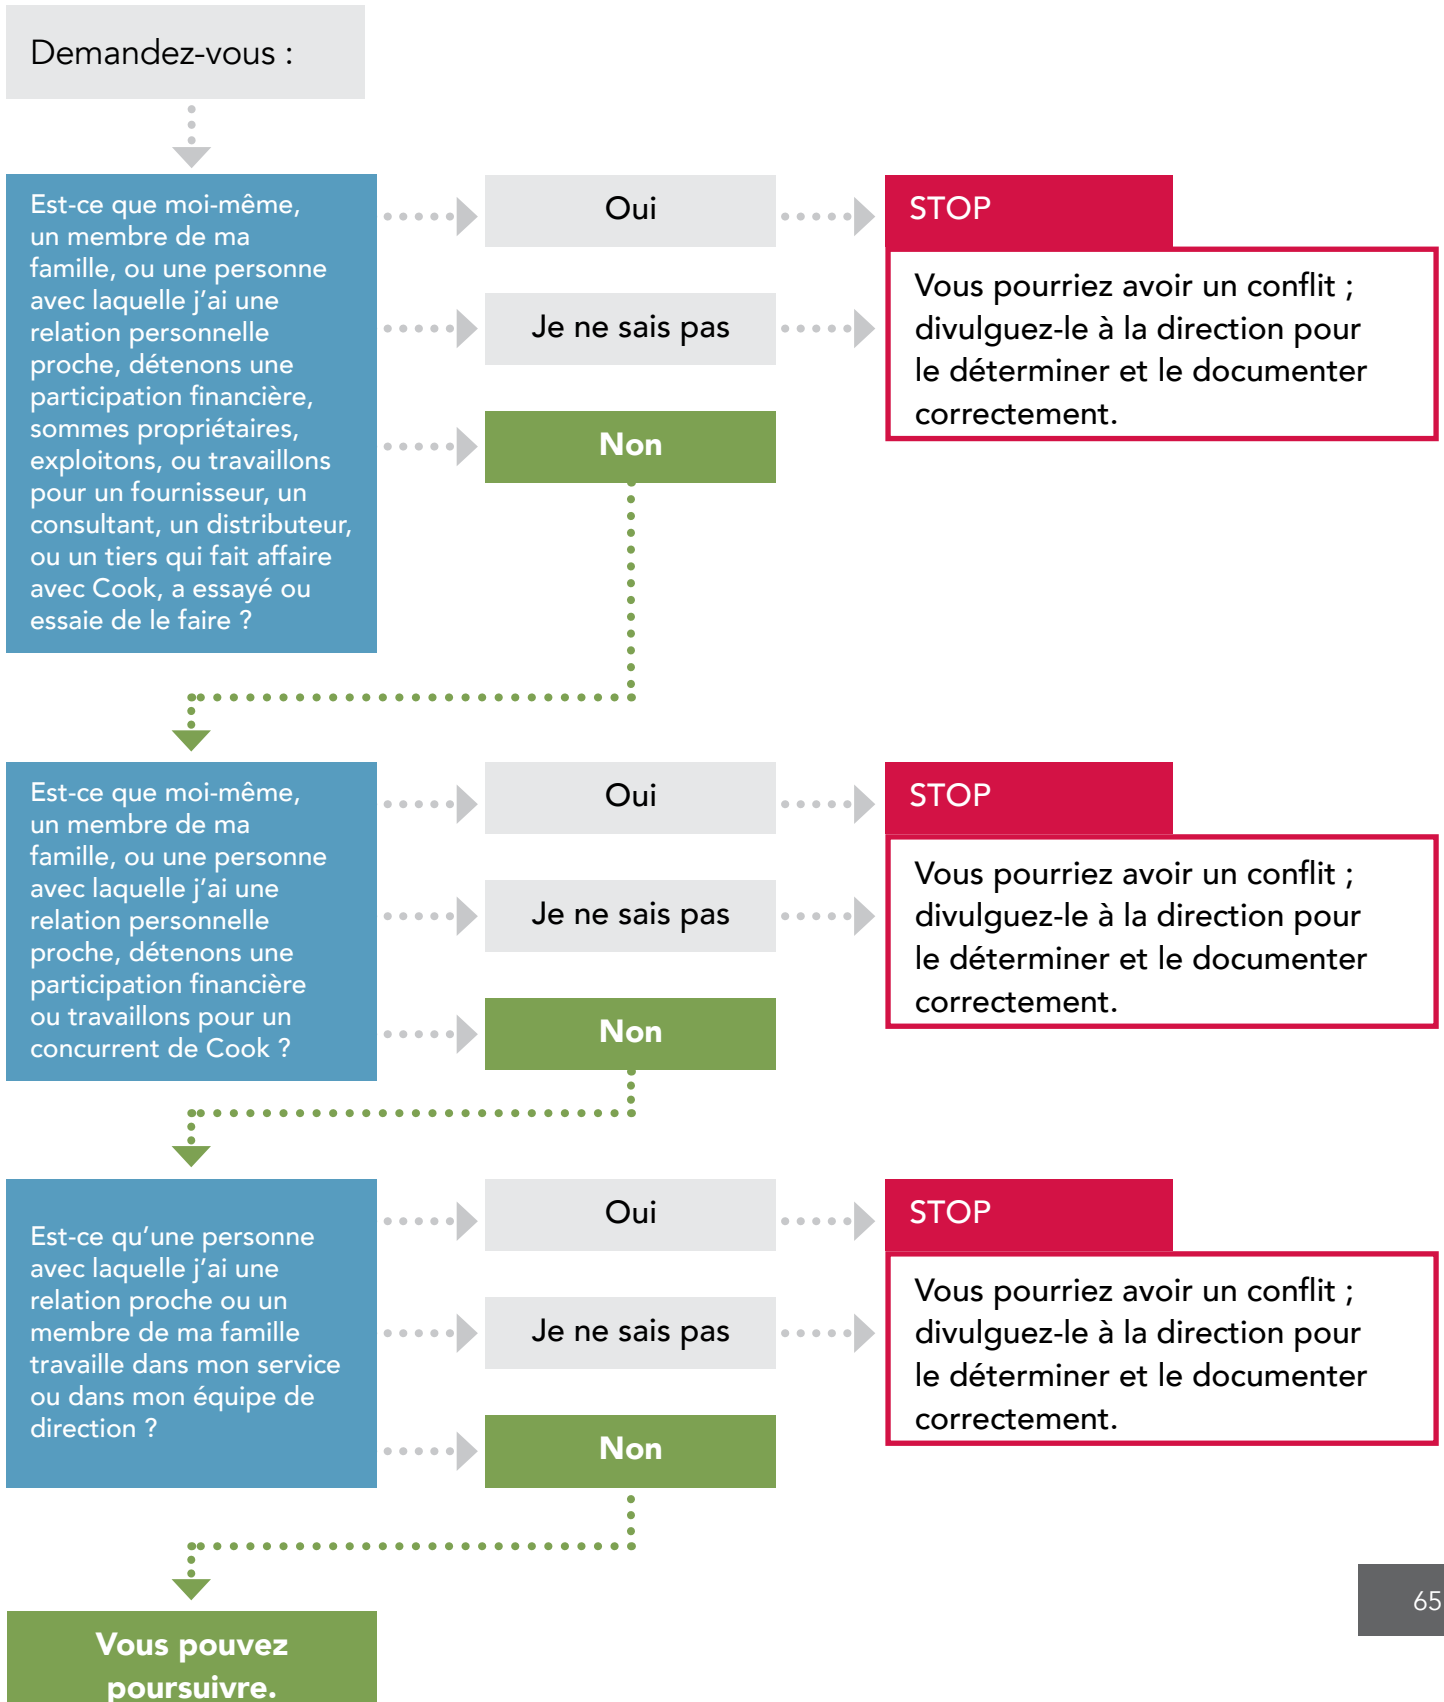 Demandez-vous :
Est-ce que moi-même,
un membre de ma
famille, ou une personne
avec laquelle j’ai une
relation personnelle
proche, détenons une
participation financière,
sommes propriétaires,
exploitons, ou travaillons
pour un fournisseur, un
consultant, un distributeur,
ou un tiers qui fait affaire
avec Cook, a essayé ou
essaie de le faire ?
Oui
Je ne sais pas
Non
STOP
Vous pourriez avoir un conflit ;
divulguez-le à la direction pour
le déterminer et le documenter
correctement.
Est-ce que moi-même,
un membre de ma
famille, ou une personne
avec laquelle j’ai une
relation personnelle
proche, détenons une
participation financière
ou travaillons pour un
concurrent de Cook ?
Oui
Je ne sais pas
Non
STOP
Vous pourriez avoir un conflit ;
divulguez-le à la direction pour
le déterminer et le documenter
correctement.
Est-ce qu’une personne
avec laquelle j’ai une
relation proche ou un
membre de ma famille
travaille dans mon service
ou dans mon équipe de
direction ?
Oui
Je ne sais pas
Non
STOP
Vous pourriez avoir un conflit ;
divulguez-le à la direction pour
le déterminer et le documenter
correctement.
Vous pouvez
poursuivre.
65